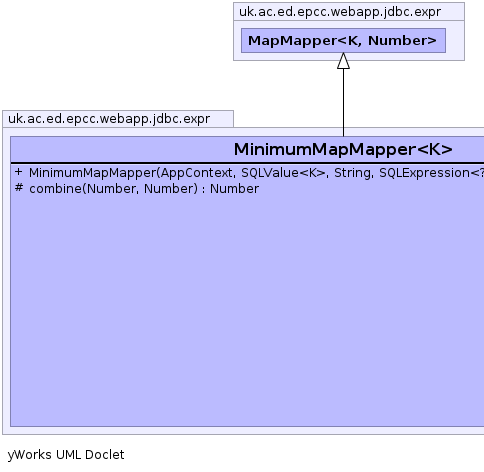 uk.ac.ed.epcc.webapp.jdbc.expr
MapMapper<K, Number>
uk.ac.ed.epcc.webapp.jdbc.expr
MinimumMapMapper<K>
+ MinimumMapMapper(AppContext, SQLValue<K>, String, SQLExpression<?
# combine(Number, Number) : Number
yWorks UML Doclet